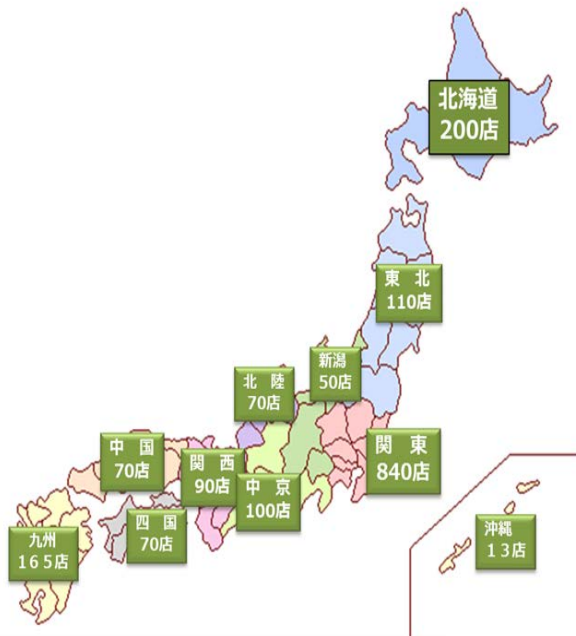 北海道
200店
東　北
110店
新潟
50店
北　陸
70店
関　東
840店
中　国
70店
関　西
90店
中　京
100店
四　国
70店
九州
１６５店
沖縄
１３店